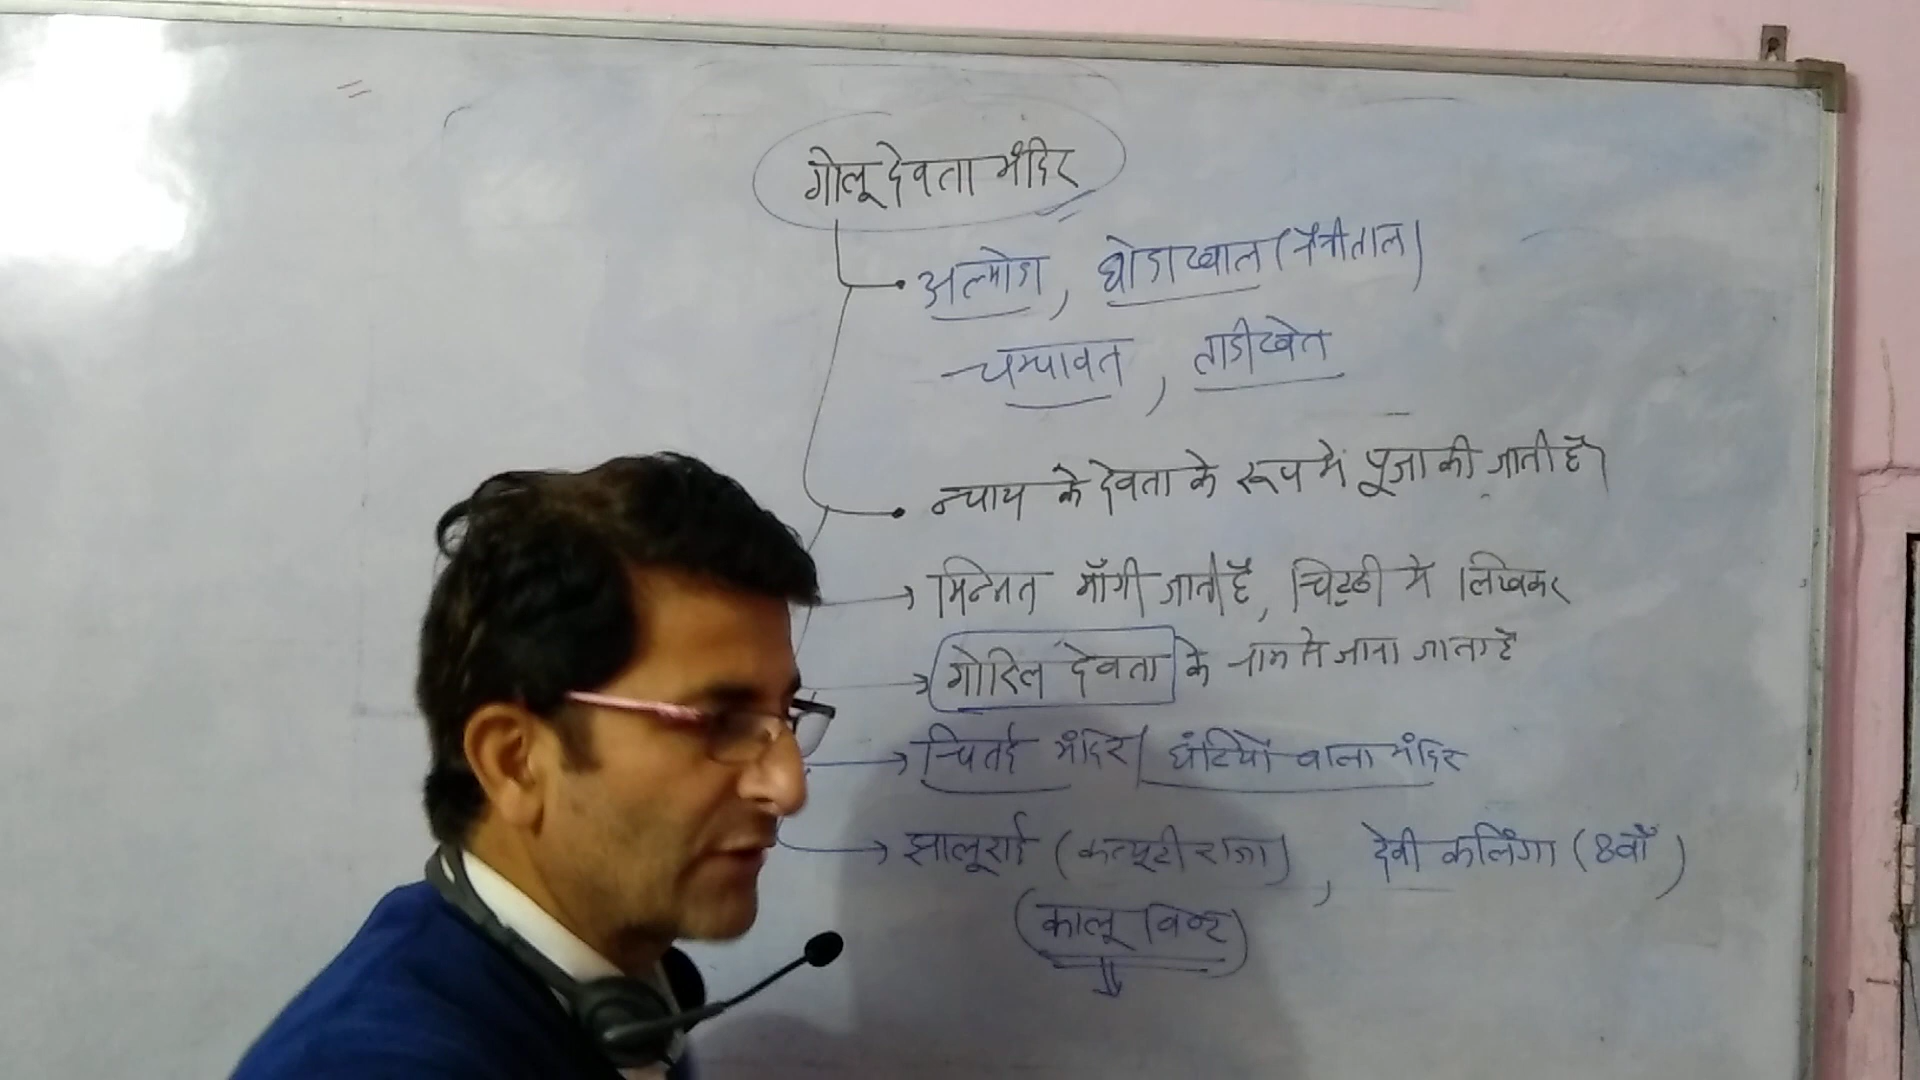 गोलू देवता मंदिर
अल्मोडा, घोडाखाल (नैनीताल)
चम्पावत, ताडीखेत
न्याय के देवता के रूप में पूजा की जाती है।
मिन्नत माँगी जाती है, चिट्ठी में लिखकर
गोरिल देवता के नाम से जाना जाता है
चितई मंदिर/घंटियों वाला मंदिर
झालूराई (कत्यूरी राजा), देवी कलिंगा (8वीं)
(कालू विष्ट)